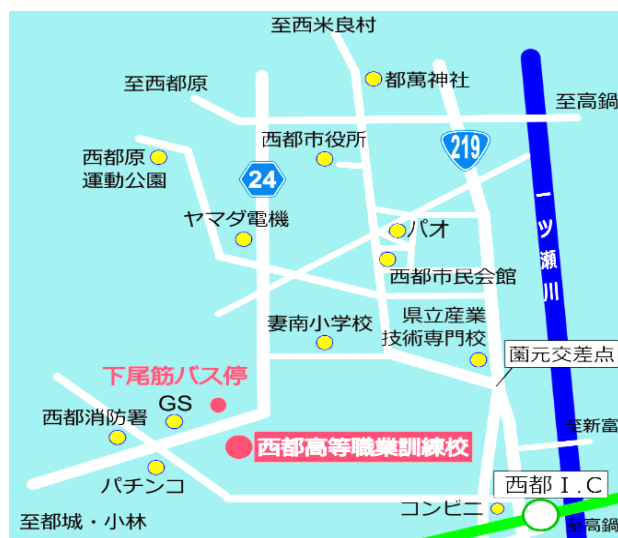 至西米良村
都萬神社
至西都原
至高鍋
西都市役所
219
西都原
運動公園
24
ヤマダ電機
パオ
一ツ瀬川
西都市民会館
妻南小学校
県立産業
技術専門校
薗元交差点
下尾筋バス停
GS
西都消防署
西都高等職業訓練校
至新富
パチンコ
西都I.C
コンビニ
至都城・小林
至高鍋